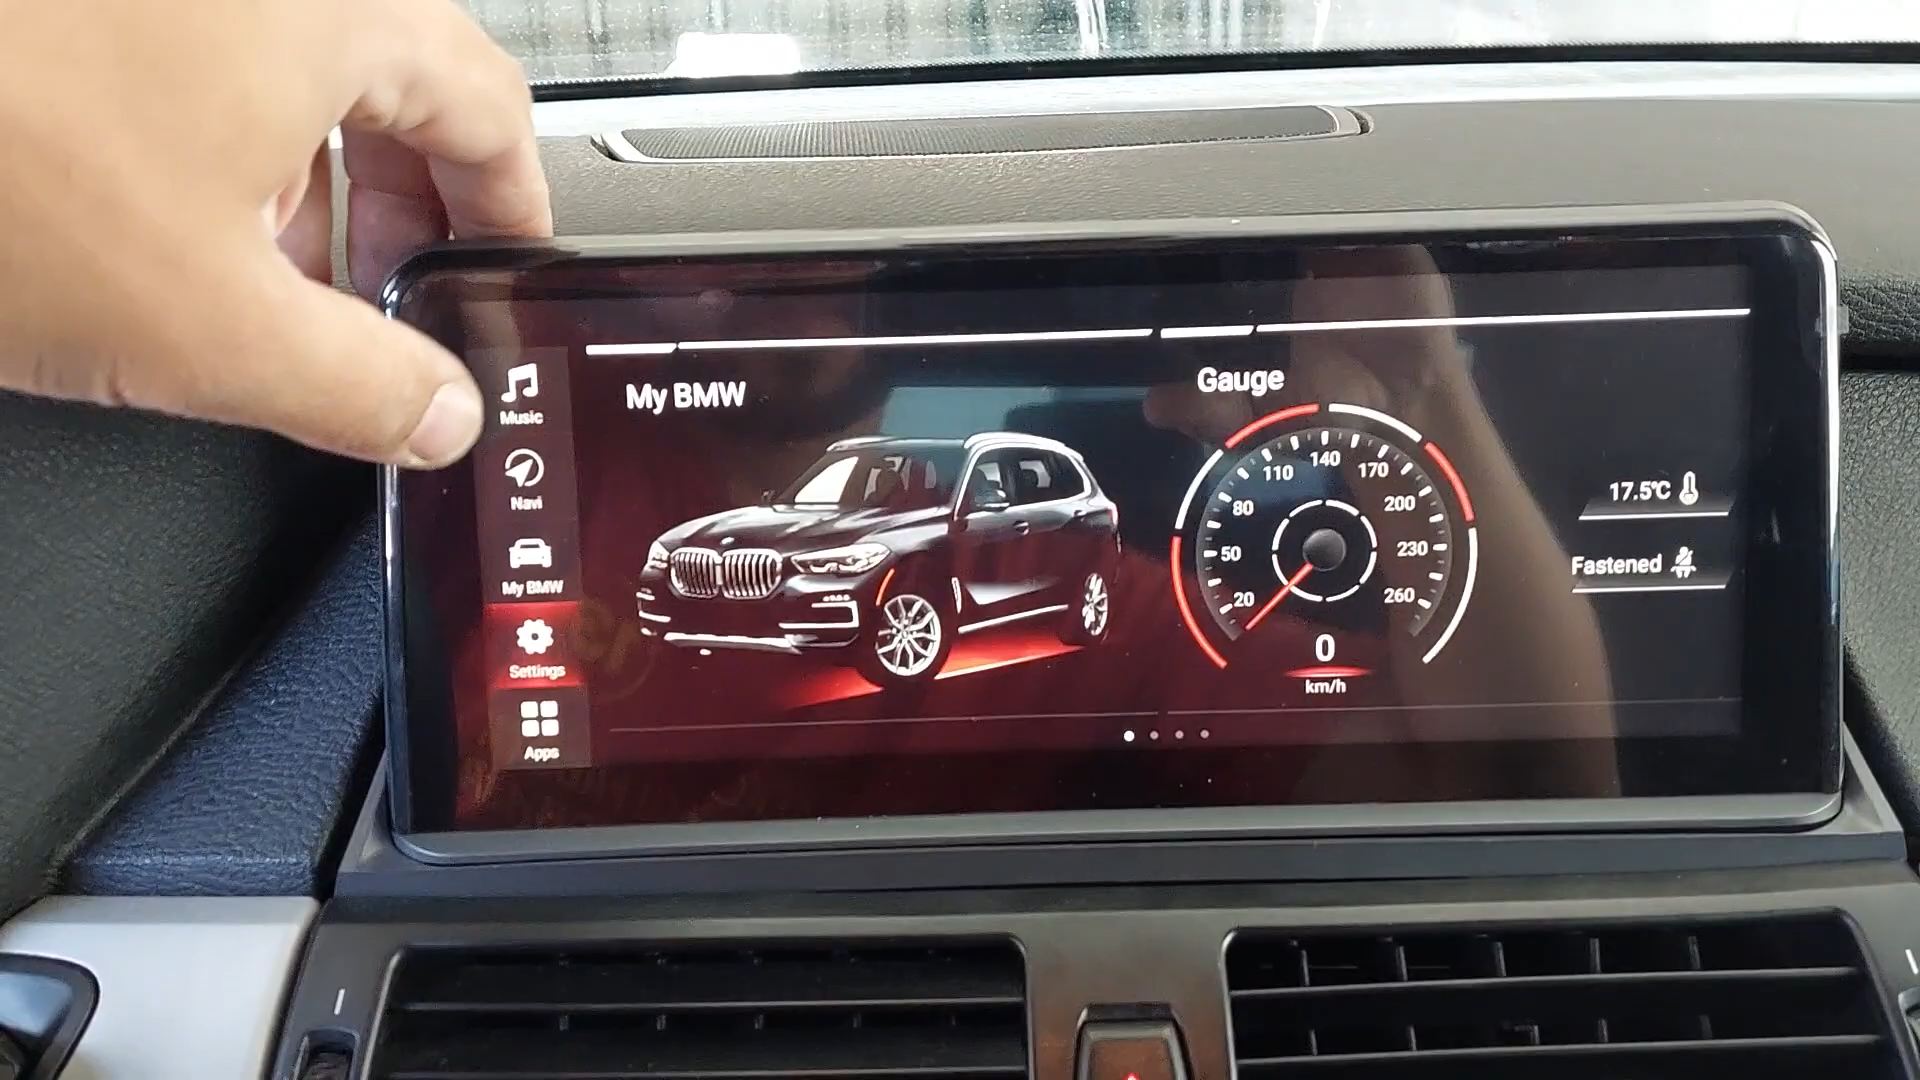 Music
Navi
My BMW
Settings
Apps
My BMW
Gauge
20
50
80
110
140
170
200
230
260
0
km/h
17.5℃
Fastened